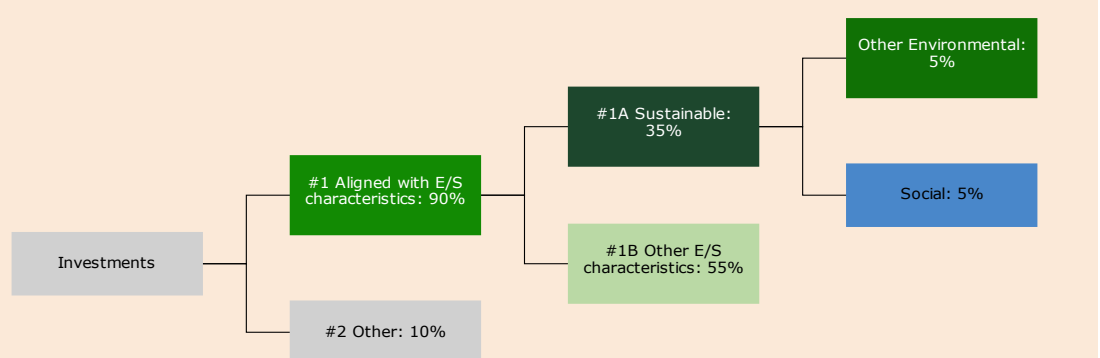 Other Environmental:
5%
#1A Sustainable:
35%
#1 Aligned with E/S
characteristics: 90%
Social: 5%
#1B Other E/S
characteristics: 55%
Investments
#2 Other: 10%